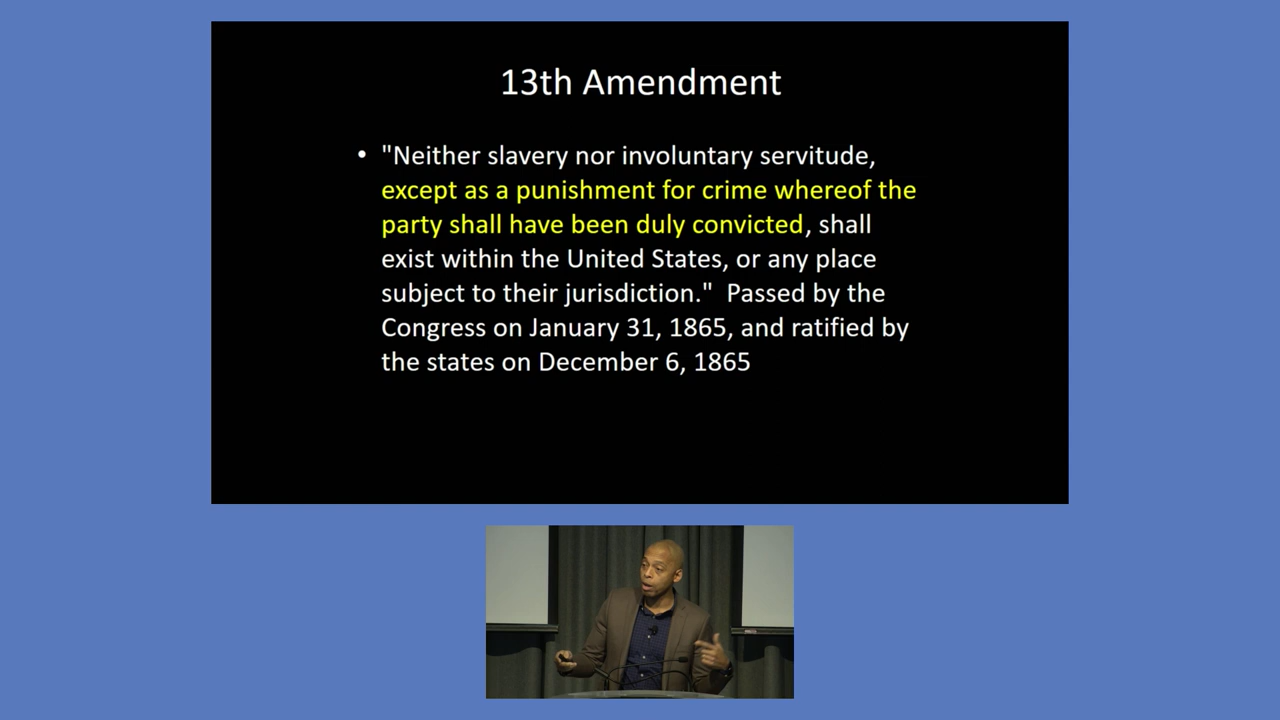 13th Amendment
• "Neither slavery nor involuntary servitude,
except as a punishment for crime whereof the
party shall have been duly convicted, shall
exist within the United States, or any place
subject to their jurisdiction."  Passed by the
Congress on January 31, 1865, and ratified by
the states on December 6, 1865